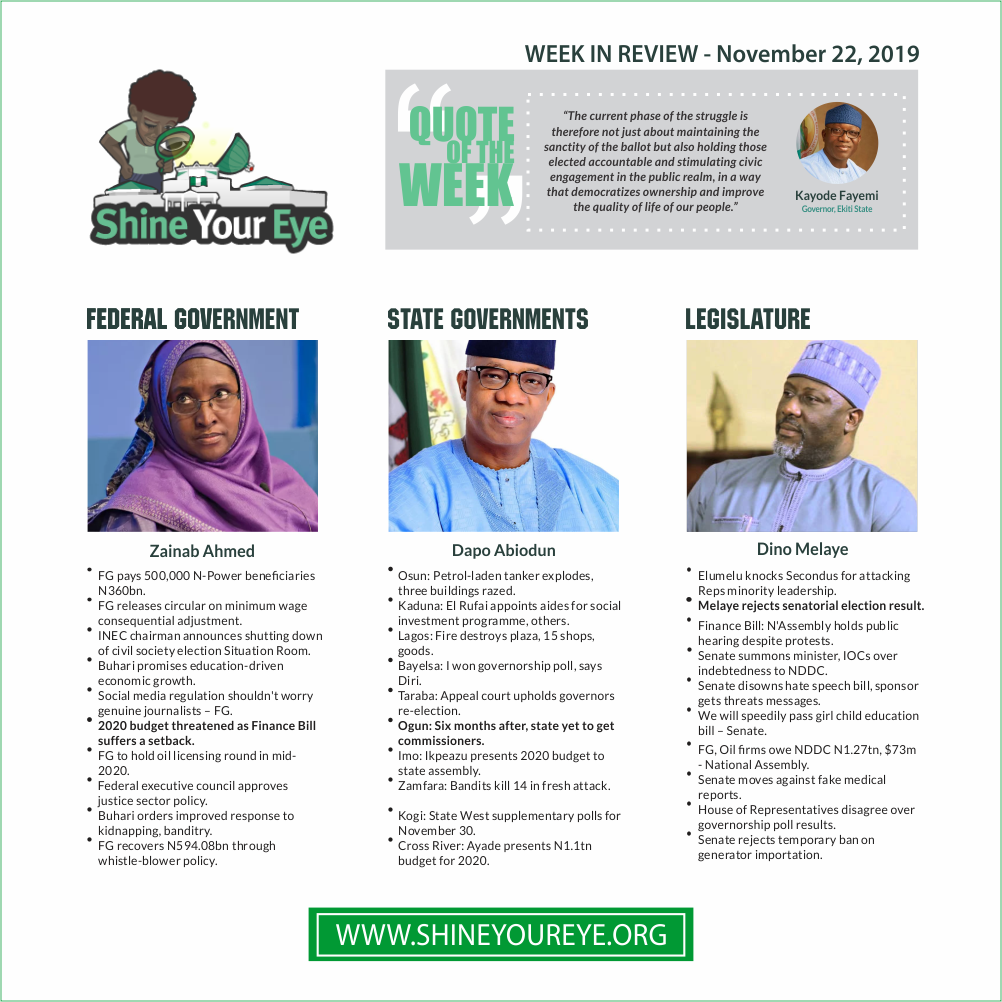 WEEK IN REVIEW - November 22, 2019
Shine Your Eye
QUOTE
OF THE
WEEK
“The current phase of the struggle is
therefore not just about maintaining the
sanctity of the ballot but also holding those
elected accountable and stimulating civic
engagement in the public realm, in a way
that democratizes ownership and improve
the quality of life of our people.”
Kayode Fayemi
Governor, Ekiti State
FEDERAL GOVERNMENT
Zainab Ahmed
• FG pays 500,000 N-Power beneficiaries
N360bn.
• FG releases circular on minimum wage
consequential adjustment.
• INEC chairman announces shutting down
of civil society election Situation Room.
• Buhari promises education-driven
economic growth.
• Social media regulation shouldn't worry
genuine journalists – FG.
• 2020 budget threatened as Finance Bill
suffers a setback.
• FG to hold oil licensing round in mid-
2020.
• Federal executive council approves
justice sector policy.
• Buhari orders improved response to
kidnapping, banditry.
• FG recovers N594.08bn through
whistle-blower policy.
STATE GOVERNMENTS
Dapo Abiodun
• Osun: Petrol-laden tanker explodes,
three buildings razed.
• Kaduna: El Rufai appoints aides for social
investment programme, others.
• Lagos: Fire destroys plaza, 15 shops,
goods.
• Bayelsa: I won governorship poll, says
Diri.
• Taraba: Appeal court upholds governors
re-election.
• Ogun: Six months after, state yet to get
commissioners.
• Imo: Ikpeazu presents 2020 budget to
state assembly.
• Zamfara: Bandits kill 14 in fresh attack.
• Kogi: State West supplementary polls for
November 30.
• Cross River: Ayade presents N1.1tn
budget for 2020.
LEGISLATURE
Dino Melaye
• Elumelu knocks Secondus for attacking
Reps minority leadership.
• Melaye rejects senatorial election result.
• Finance Bill: N'Assembly holds public
hearing despite protests.
• Senate summons minister, IOCs over
indebtedness to NDDC.
• Senate disowns hate speech bill, sponsor
gets threats messages.
• We will speedily pass girl child education
bill – Senate.
• FG, Oil firms owe NDDC N1.27tn, $73m
- National Assembly.
• Senate moves against fake medical
reports.
• House of Representatives disagree over
governorship poll results.
• Senate rejects temporary ban on
generator importation.
WWW.SHINEYOUREYE.ORG